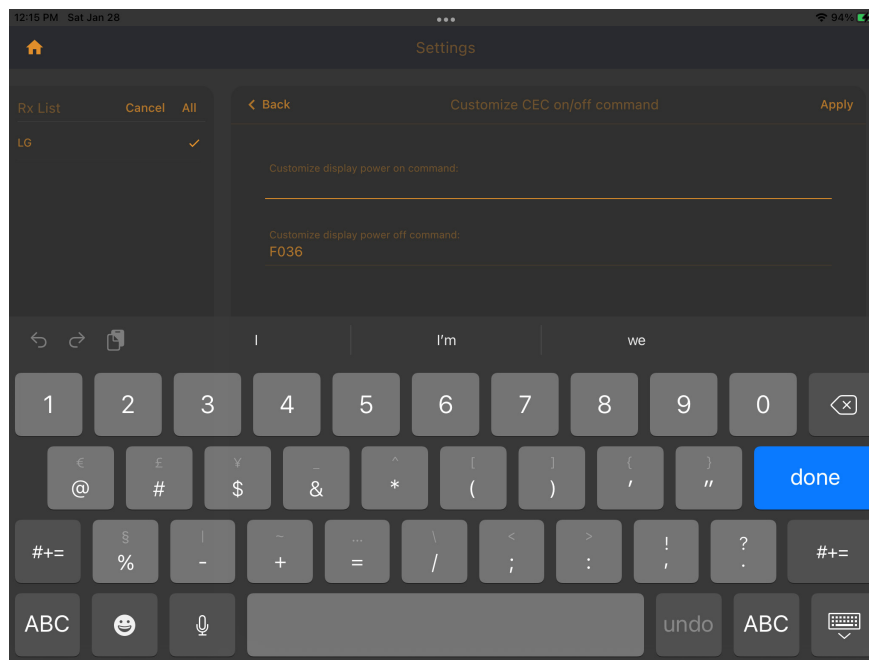 12:15 PM Sat Jan 28
94%
Settings
Rx List Cancel All
LG
Back Customize CEC on/off command Apply
Customize display power on command:
Customize display power off command:
F036
I I'm we
1 2 3 4 5 6 7 8 9 0
€ £ ¥ _ ^ [ ] { }
@ # $ & * ( ) ' " done
§ | ~ … \ < > ! ?
#+= % - + = / ; : , . #+=
ABC undo ABC